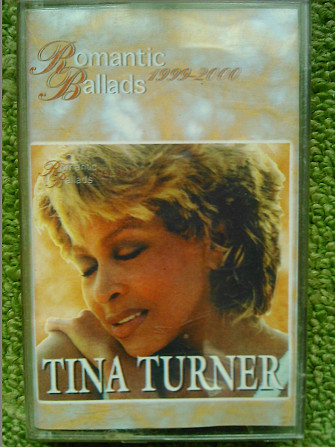 Romantic
Ballads 1999-2000
Romantic
Ballads
TINA TURNER